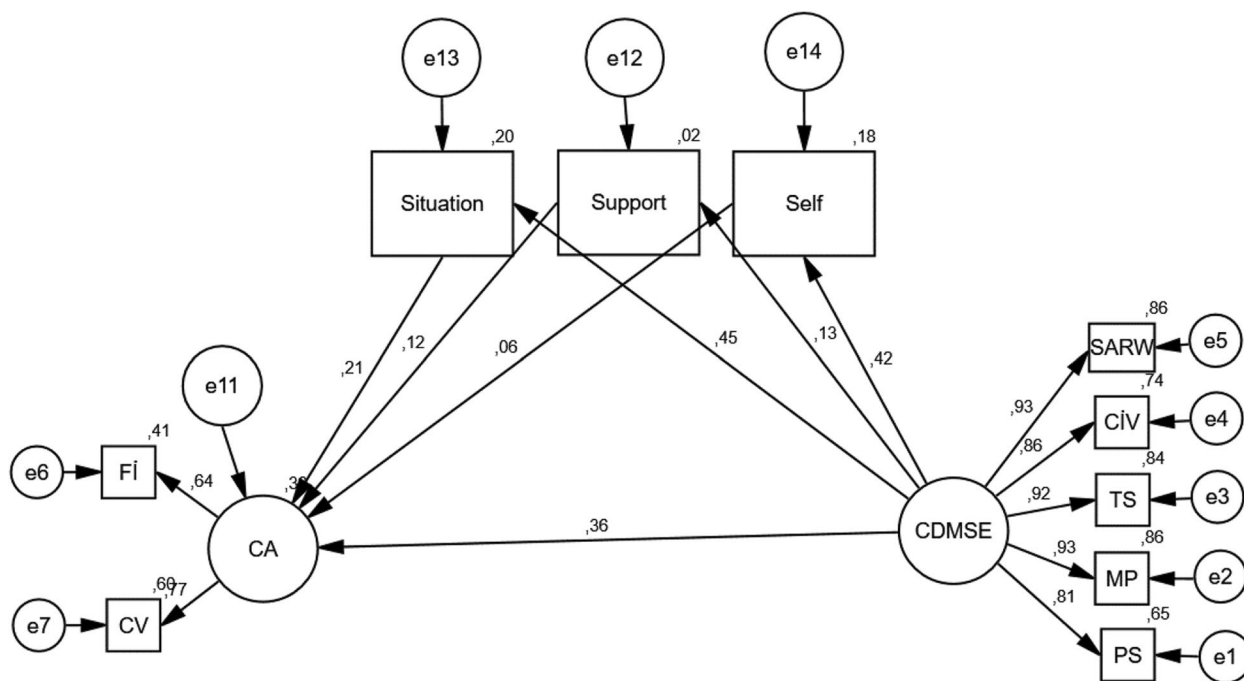 e13
e12
e14
,20
,02
,18
Situation
Support
Self
,21
,12
,06
,45
,13
,42
,86
SARW
e5
,93
,74
CİV
e4
,86
,84
TS
e3
,92
,86
MP
e2
,93
,65
PS
e1
,81
CDMSE
,36
e11
,41
Fİ
e6
,64
CA
,77
CV
e7